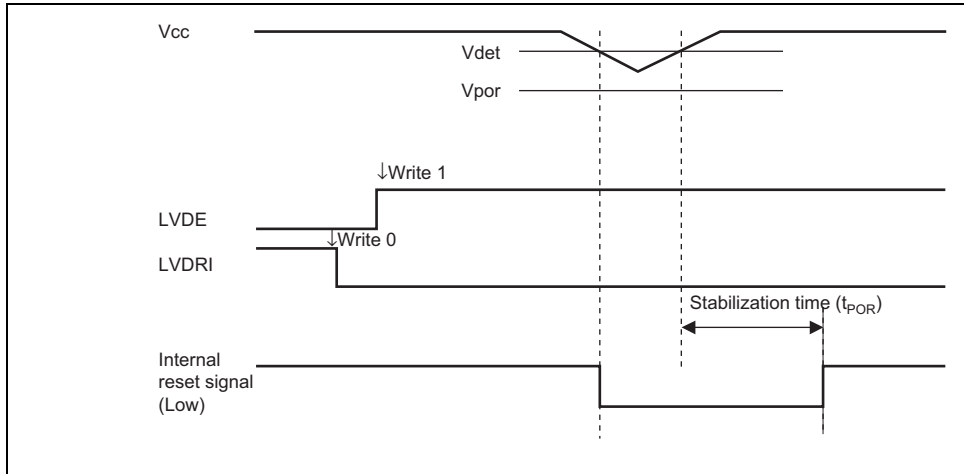 Vcc
Vdet
Vpor
↓Write 1
LVDE
↓Write 0
LVDRI
Stabilization time (tPOR)
Internal
reset signal
(Low)